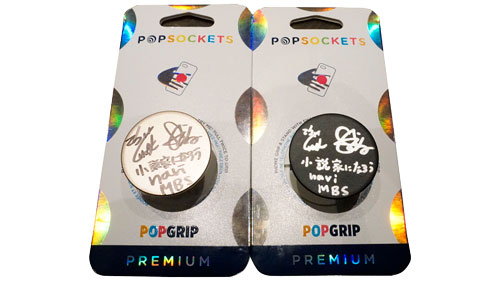 POPSOCKETS
小説家になろう
navi
MBS
POPGRIP
PREMIUM
POPSOCKETS
小説家になろう
navi
MBS
POPGRIP
PREMIUM